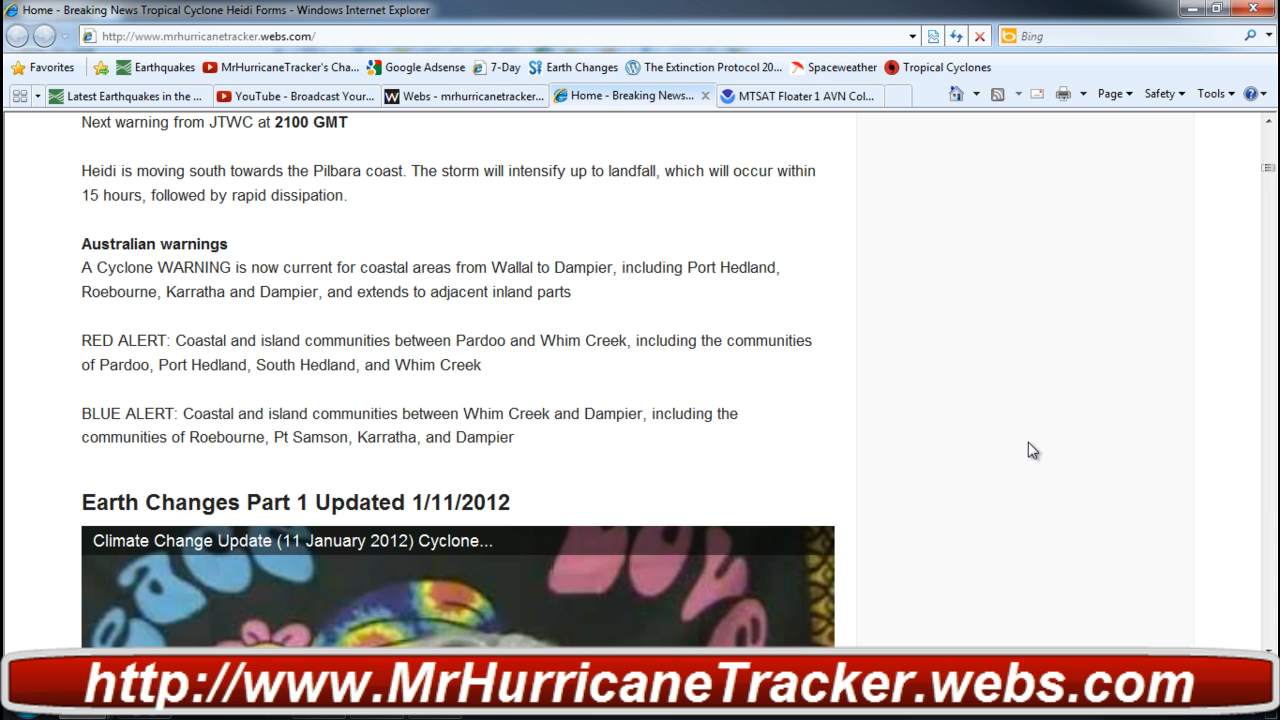 Home - Breaking News Tropical Cyclone Heidi Forms - Windows Internet Explorer
http://www.mrhurricanetracker.webs.com/
Bing
Favorites Earthquakes MrHurricaneTracker's Cha... Google Adsense 7-Day Earth Changes The Extinction Protocol 20... Spaceweather Tropical Cyclones
Latest Earthquakes in the ... YouTube - Broadcast Your... Webs - mrhurricanetracker... Home - Breaking News... MTSAT Floater 1 AVN Col... Page Safety Tools
Next warning from JTWC at 2100 GMT
Heidi is moving south towards the Pilbara coast. The storm will intensify up to landfall, which will occur within
15 hours, followed by rapid dissipation.
Australian warnings
A Cyclone WARNING is now current for coastal areas from Wallal to Dampier, including Port Hedland,
Roebourne, Karratha and Dampier, and extends to adjacent inland parts
RED ALERT: Coastal and island communities between Pardoo and Whim Creek, including the communities
of Pardoo, Port Hedland, South Hedland, and Whim Creek
BLUE ALERT: Coastal and island communities between Whim Creek and Dampier, including the
communities of Roebourne, Pt Samson, Karratha, and Dampier
Earth Changes Part 1 Updated 1/11/2012
Climate Change Update (11 January 2012) Cyclone...
http://www.MrHurricaneTracker.webs.com